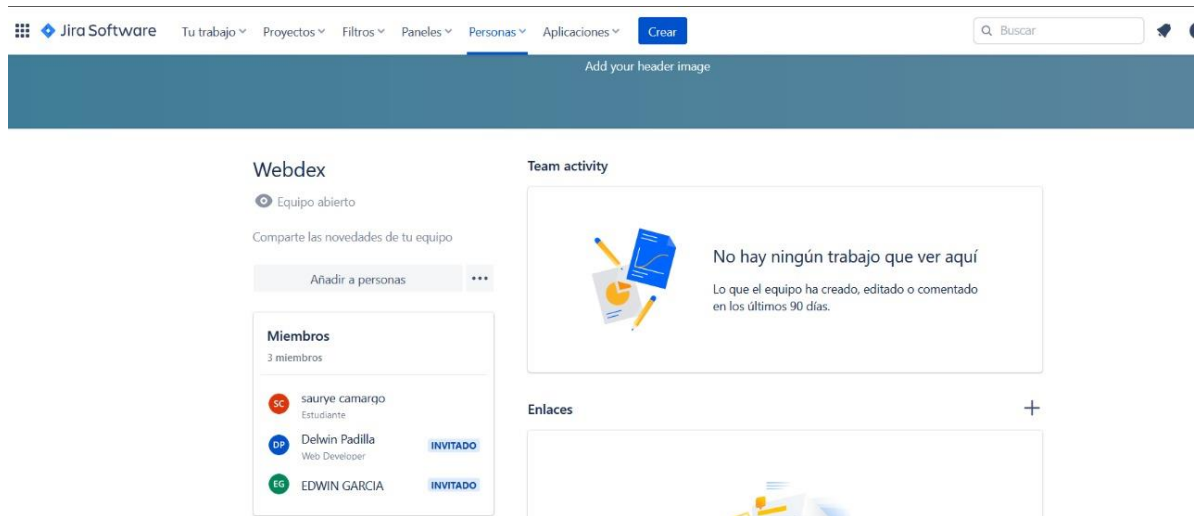 Jira Software Tu trabajo Proyectos Filtros Paneles Personas Aplicaciones Crear Buscar
Add your header image
Webdex
Equipo abierto
Comparte las novedades de tu equipo
Añadir a personas
Miembros
3 miembros
SC saurye camargo
Estudiante
DP Delwin Padilla INVITADO
Web Developer
EG EDWIN GARCIA INVITADO
Team activity
No hay ningún trabajo que ver aquí
Lo que el equipo ha creado, editado o comentado
en los últimos 90 días.
Enlaces